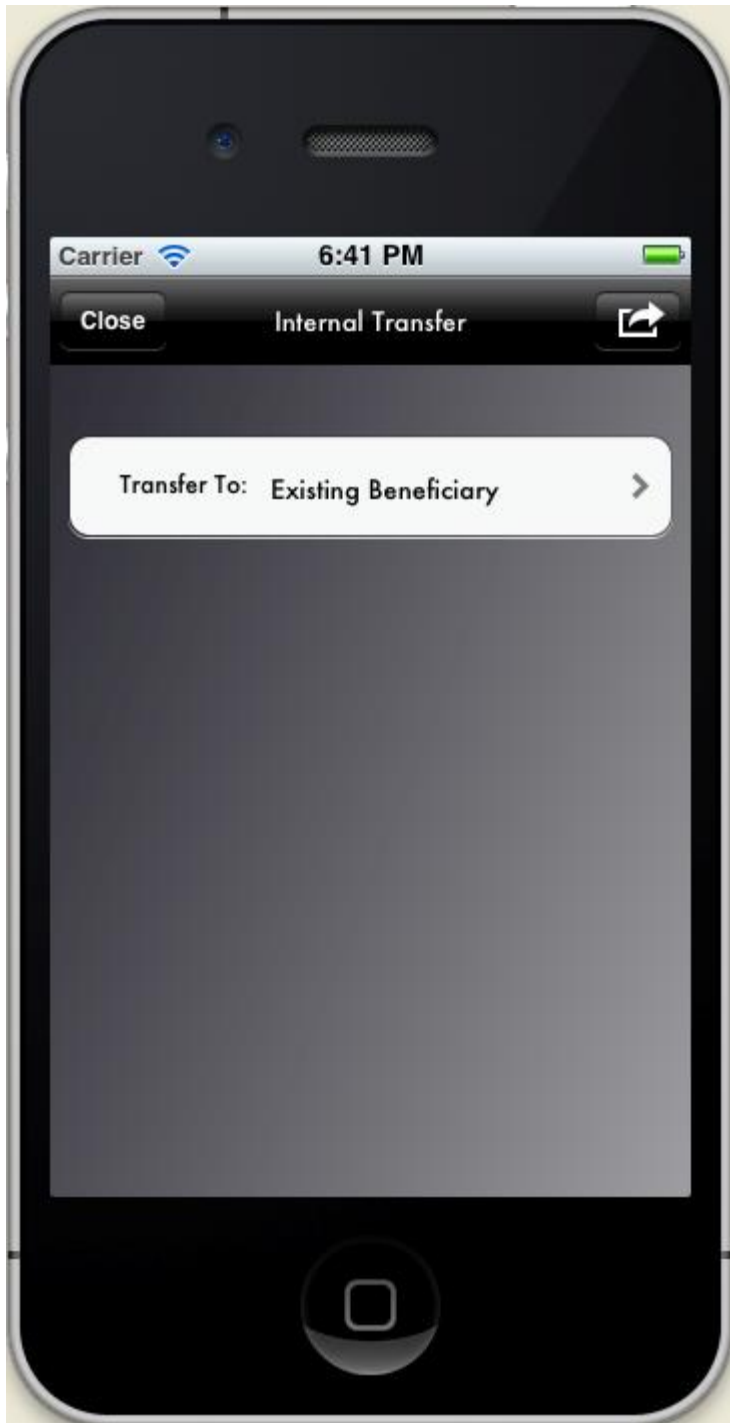 Carrier 6:41 PM
Close Internal Transfer
Transfer To: Existing Beneficiary